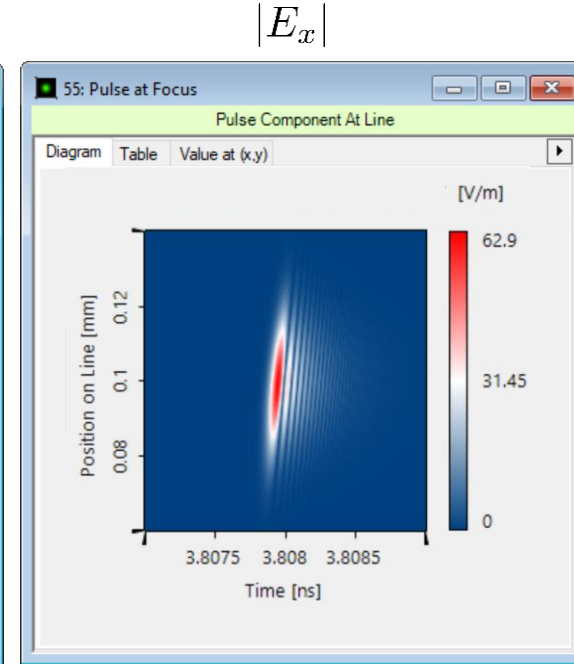 |E_x|
55: Pulse at Focus
Pulse Component At Line
Diagram Table Value at (x,y)
[V/m]
62.9
31.45
0
Position on Line [mm]
0.12
0.1
0.08
3.8075 3.808 3.8085
Time [ns]